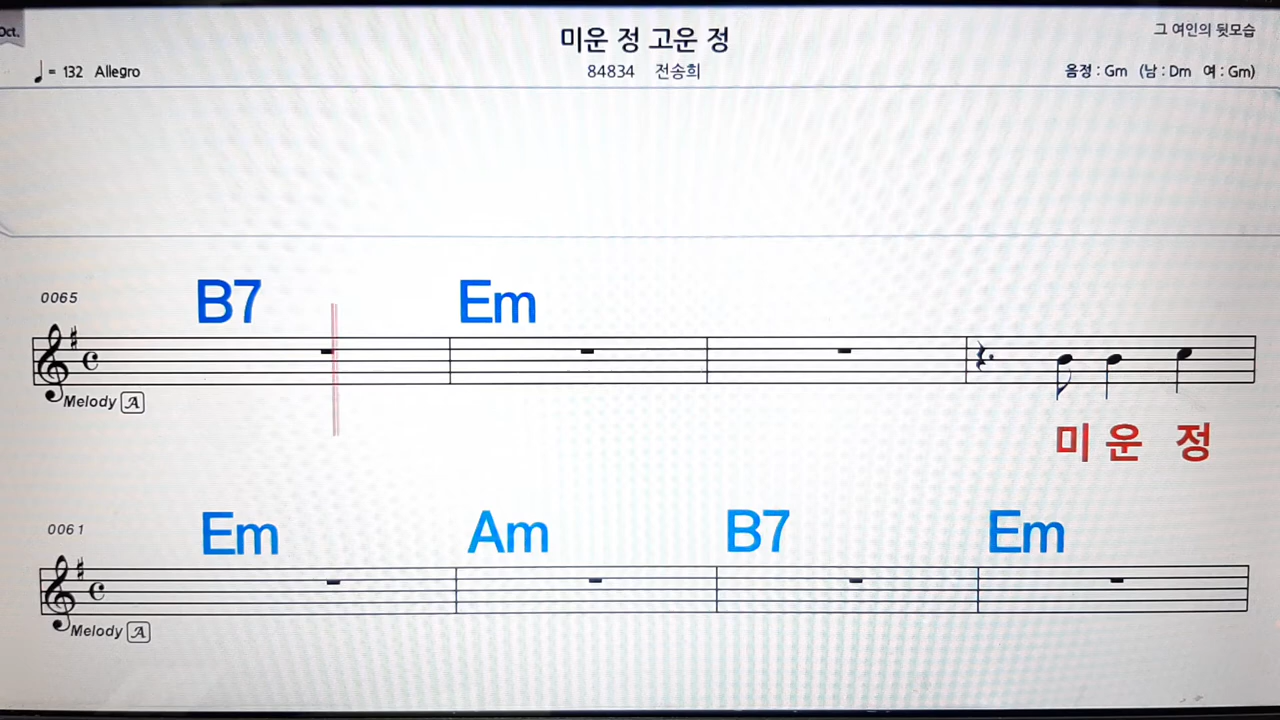 Oct.
미운 정 고운 정
그 여인의 뒷모습
= 132 Allegro
84834 전송희
음정 : Gm (남 : Dm 여 : Gm)
0065
B7 Em
Melody A
미 운 정
0061
Em Am B7 Em
Melody A